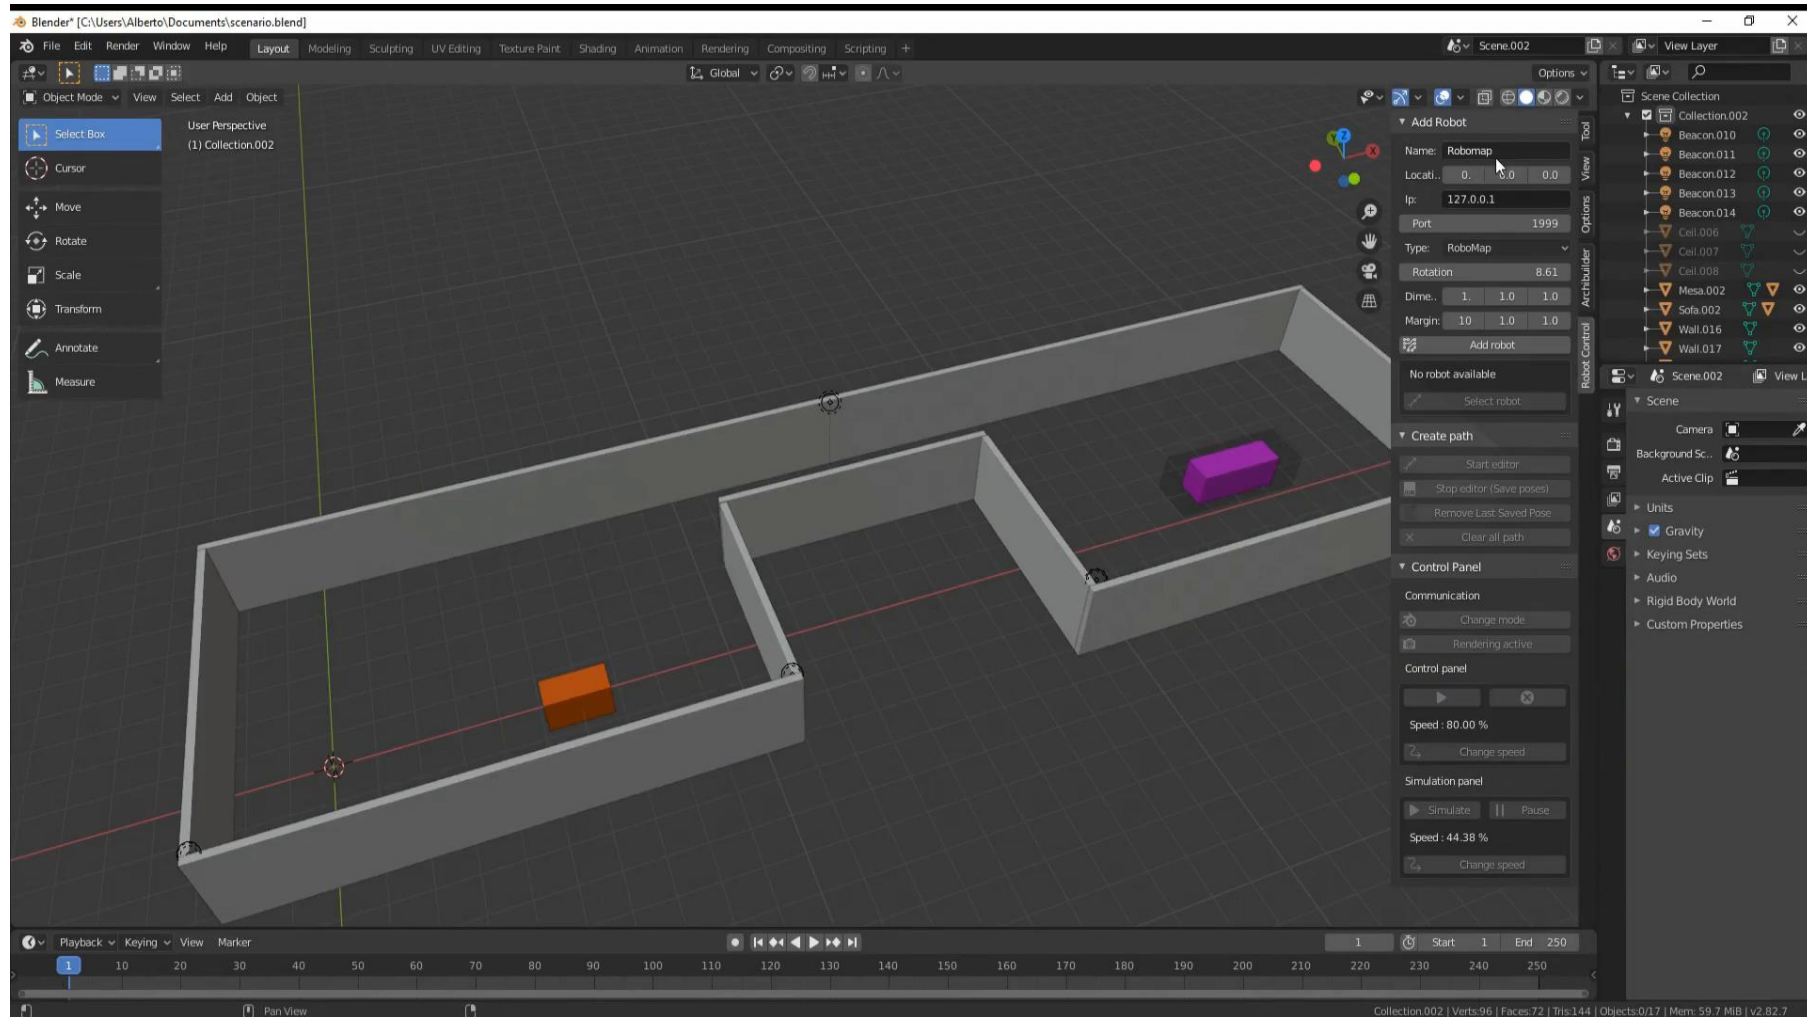 Blender* [C:\Users\Alberto\Documents\scenario.blend]
File Edit Render Window Help Layout Modeling Sculpting UV Editing Texture Paint Shading Animation Rendering Compositing Scripting + Scene.002 View Layer
Global Options
Object Mode View Select Add Object
Select Box
Cursor
Move
Rotate
Scale
Transform
Annotate
Measure
User Perspective
(1) Collection.002
Z
Y
X
Add Robot
Name: Robomap
Locati.. 0. 0.0 0.0
Ip: 127.0.0.1
Port 1999
Type: RoboMap
Rotation 8.61
Dime.. 1. 1.0 1.0
Margin: 10 1.0 1.0
Add robot
No robot available
Select robot
Create path
Start editor
Stop editor (Save poses)
Remove Last Saved Pose
Clear all path
Control Panel
Communication
Change mode
Rendering active
Control panel
Speed : 80.00 %
Change speed
Simulation panel
Simulate Pause
Speed : 44.38 %
Change speed
Tool
View
Options
Archibuilder
Robot Control
Scene Collection
Collection.002
Beacon.010
Beacon.011
Beacon.012
Beacon.013
Beacon.014
Ceil.006
Ceil.007
Ceil.008
Mesa.002
Sofa.002
Wall.016
Wall.017
Scene.002 View L
Scene
Camera
Background Sc..
Active Clip
Units
Gravity
Keying Sets
Audio
Rigid Body World
Custom Properties
Playback Keying View Marker 1 Start 1 End 250
1 10 20 30 40 50 60 70 80 90 100 110 120 130 140 150 160 170 180 190 200 210 220 230 240 250
Pan View
Collection.002 | Verts:96 | Faces:72 | Tris:144 | Objects:0/17 | Mem: 59.7 MiB | v2.82.7